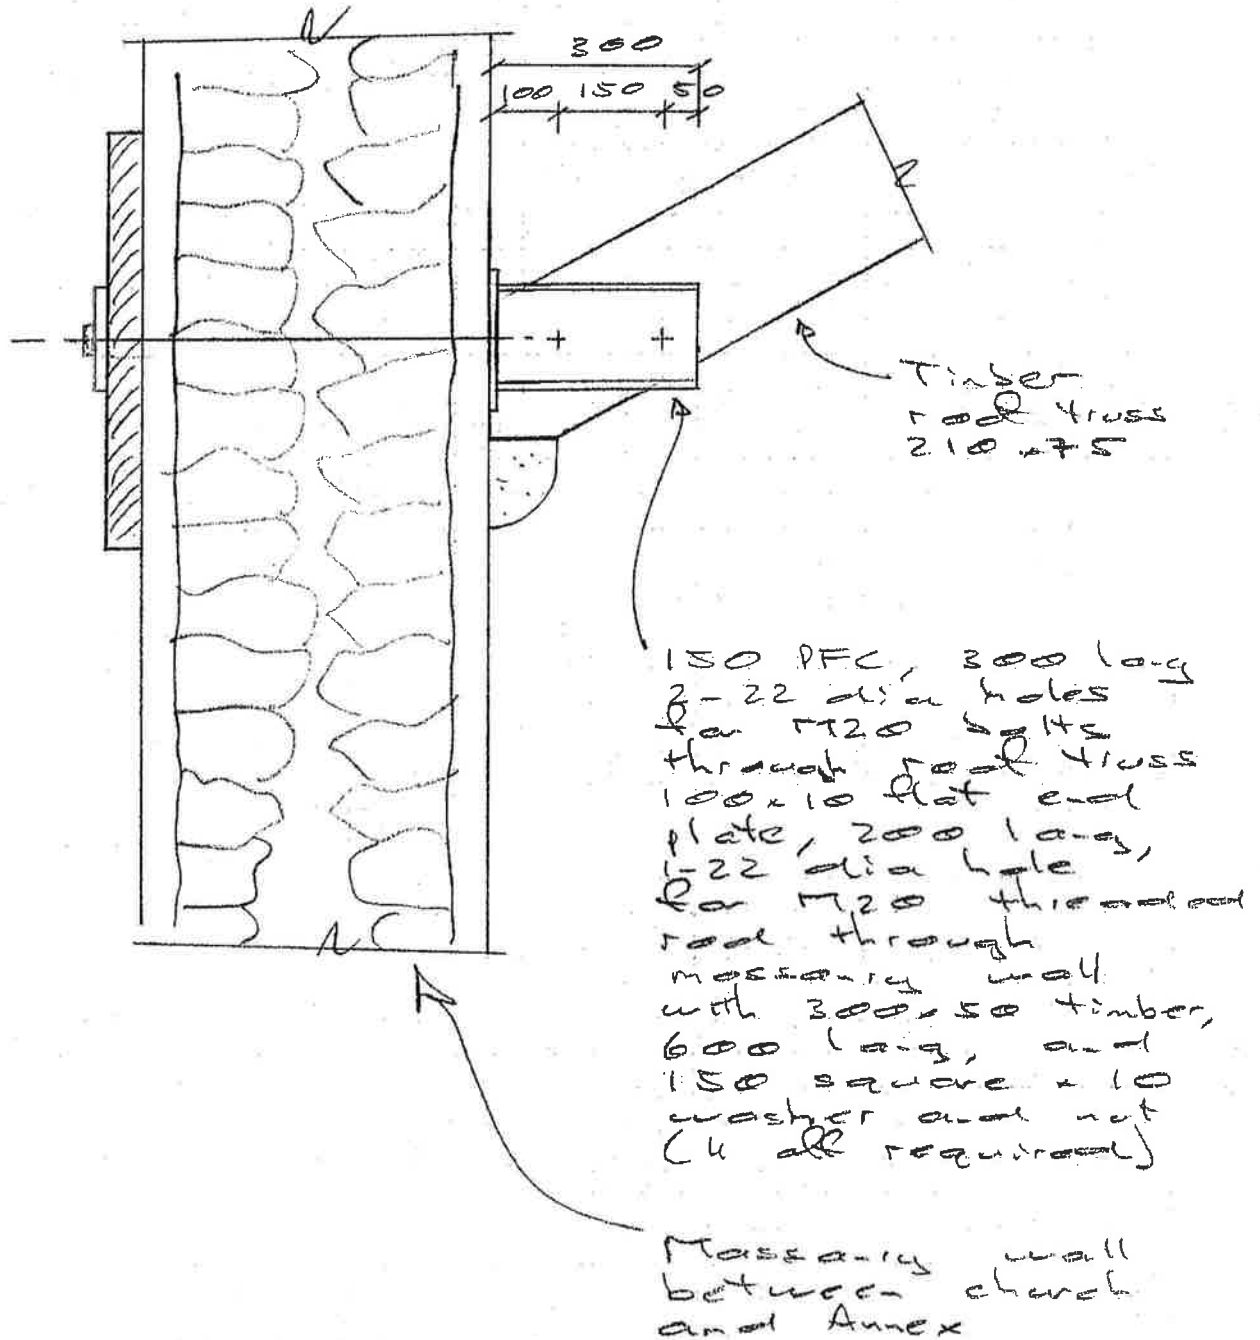 300
100 150 50
Timber
roof truss
210 x 75
150 PFC, 300 long
2-22 dia holes
for M20 bolts
through roof truss
100 x 10 flat end
plate, 200 long,
1-22 dia hole
for M20 threaded
rod through
massonry wall
with 300 x 50 timber,
600 long, and
150 square x 10
washer and nut
(4 off required)
Massonry wall
between church
and Annex